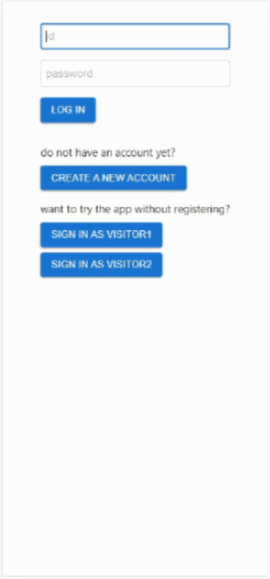 id
password
LOG IN
do not have an account yet?
CREATE A NEW ACCOUNT
want to try the app without registering?
SIGN IN AS VISITOR1
SIGN IN AS VISITOR2